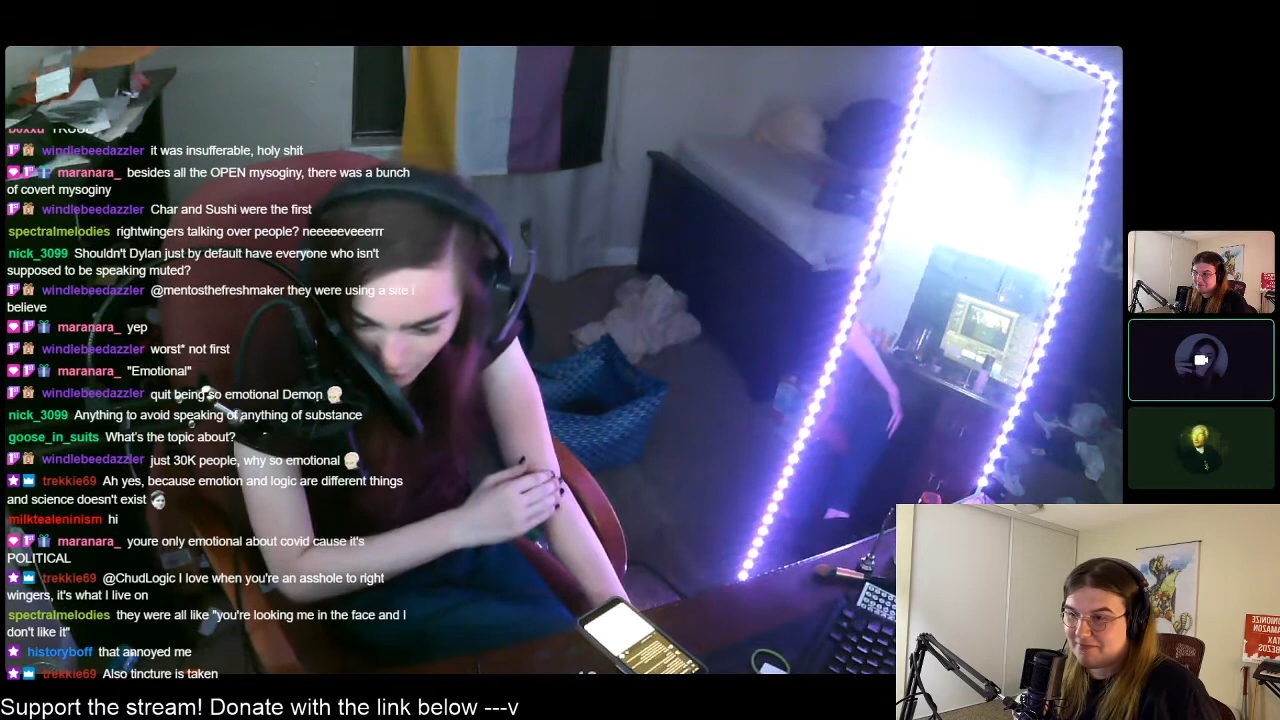 boxxu TRUUE
windlebeedazzler it was insufferable, holy shit
maranara_ besides all the OPEN mysoginy, there was a bunch
of covert mysoginy
windlebeedazzler Char and Sushi were the first
spectralmelodies rightwingers talking over people? neeeeeveeerrr
nick_3099 Shouldn't Dylan just by default have everyone who isn't
supposed to be speaking muted?
windlebeedazzler @mentosthefreshmaker they were using a site i
believe
maranara_ yep
windlebeedazzler worst* not first
maranara_ "Emotional"
windlebeedazzler quit being so emotional Demon
nick_3099 Anything to avoid speaking of anything of substance
goose_in_suits What's the topic about?
windlebeedazzler just 30K people, why so emotional
trekkie69 Ah yes, because emotion and logic are different things
and science doesn't exist
milktealeninism hi
maranara_ youre only emotional about covid cause it's
POLITICAL
trekkie69 @ChudLogic I love when you're an asshole to right
wingers, it's what I live on
spectralmelodies they were all like "you're looking me in the face and I
don't like it"
historyboff that annoyed me
trekkie69 Also tincture is taken
UNIONIZE
AMAZON
TAX
BEZOS
Support the stream! Donate with the link below ---v